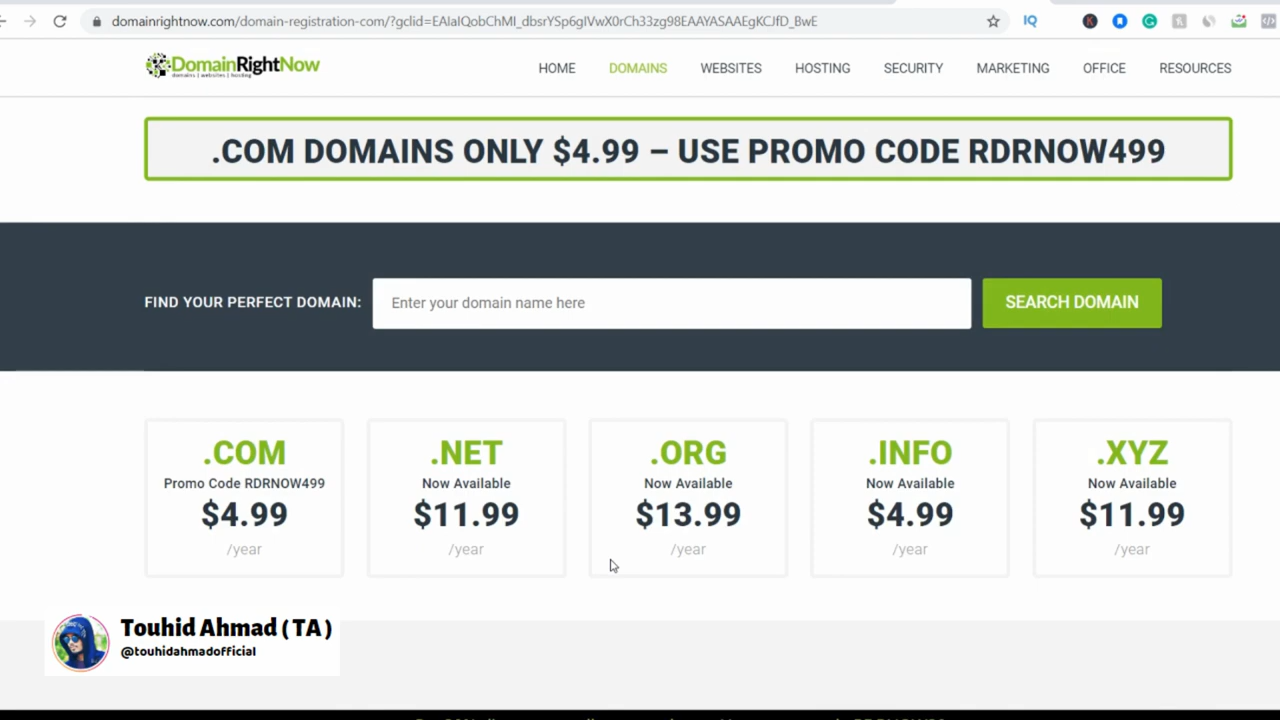 domainrightnow.com/domain-registration-com/?gclid=EAIaIQobChMI_dbsrYSp6gIVwX0rCh33zg98EAAYASAAEgKCJfD_BwE
IQ
DomainRightNow
domains | websites | hosting
HOME DOMAINS WEBSITES HOSTING SECURITY MARKETING OFFICE RESOURCES
.COM DOMAINS ONLY $4.99 – USE PROMO CODE RDRNOW499
FIND YOUR PERFECT DOMAIN: Enter your domain name here SEARCH DOMAIN
.COM .NET .ORG .INFO .XYZ
Promo Code RDRNOW499 Now Available Now Available Now Available Now Available
$4.99 $11.99 $13.99 $4.99 $11.99
/year /year /year /year /year
Touhid Ahmad ( TA )
@touhidahmadofficial